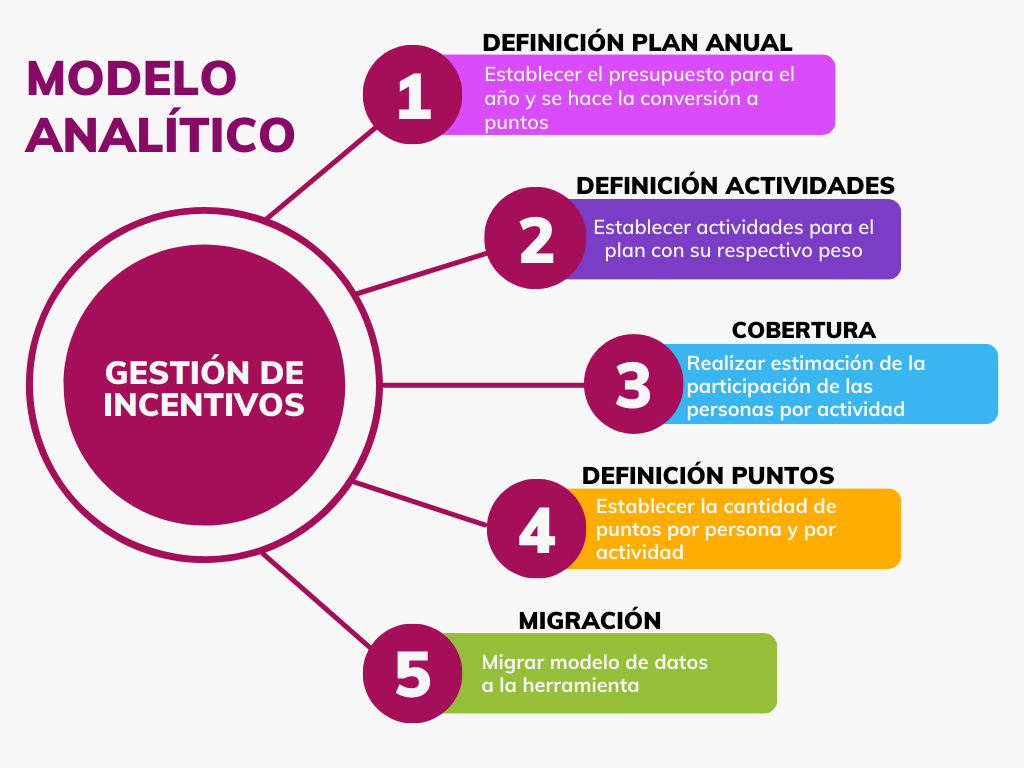 MODELO
ANALÍTICO
GESTIÓN DE
INCENTIVOS
1
DEFINICIÓN PLAN ANUAL
Establecer el presupuesto para el
año y se hace la conversión a
puntos
2
DEFINICIÓN ACTIVIDADES
Establecer actividades para el
plan con su respectivo peso
3
COBERTURA
Realizar estimación de la
participación de las
personas por actividad
4
DEFINICIÓN PUNTOS
Establecer la cantidad de
puntos por persona y por
actividad
5
MIGRACIÓN
Migrar modelo de datos
a la herramienta